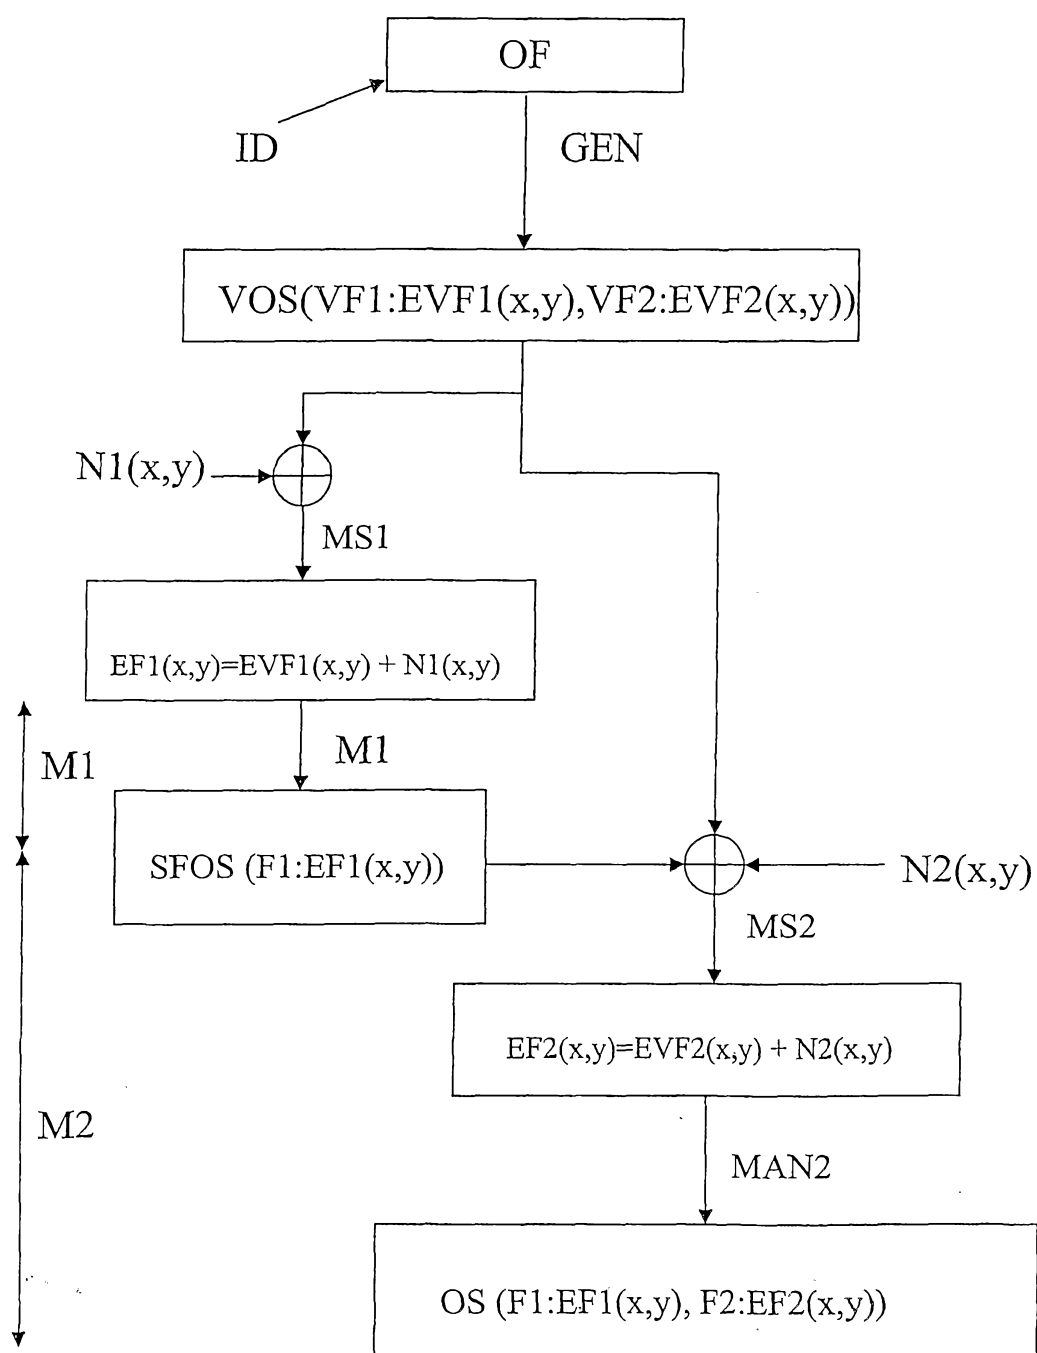 OF
ID
GEN
VOS(VF1:EVF1(x,y),VF2:EVF2(x,y))
N1(x,y)
MS1
EF1(x,y)=EVF1(x,y) + N1(x,y)
M1
M1
SFOS (F1:EF1(x,y))
N2(x,y)
MS2
EF2(x,y)=EVF2(x,y) + N2(x,y)
M2
MAN2
OS (F1:EF1(x,y), F2:EF2(x,y))